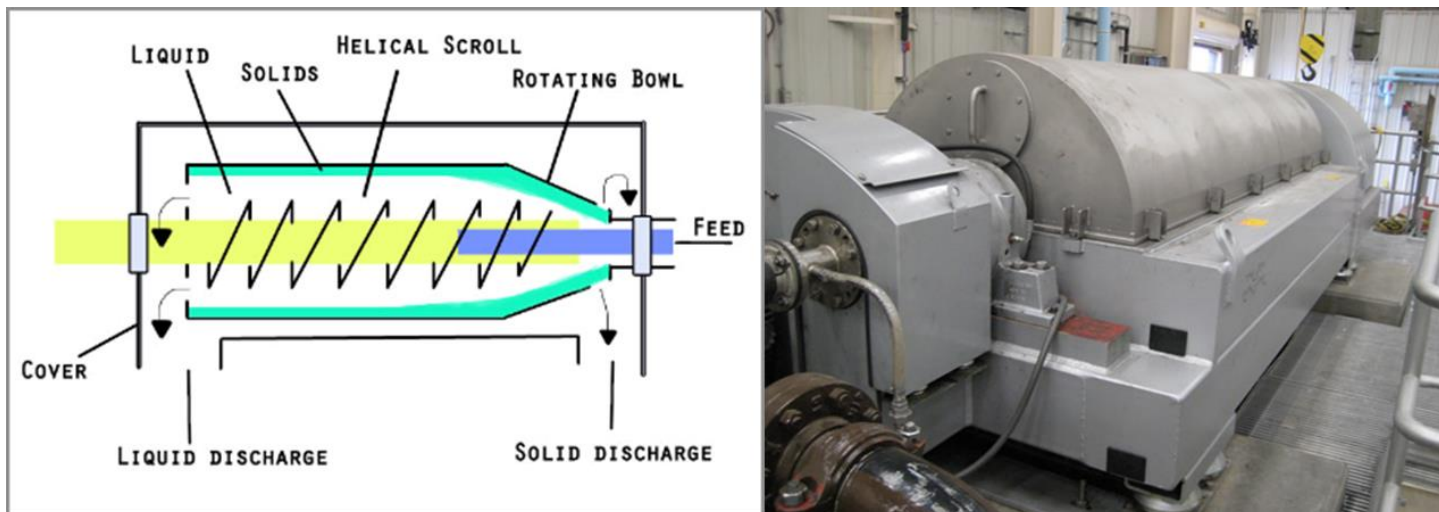 Liquid
Helical Scroll
Solids
Rotating Bowl
Feed
Cover
Liquid discharge
Solid discharge